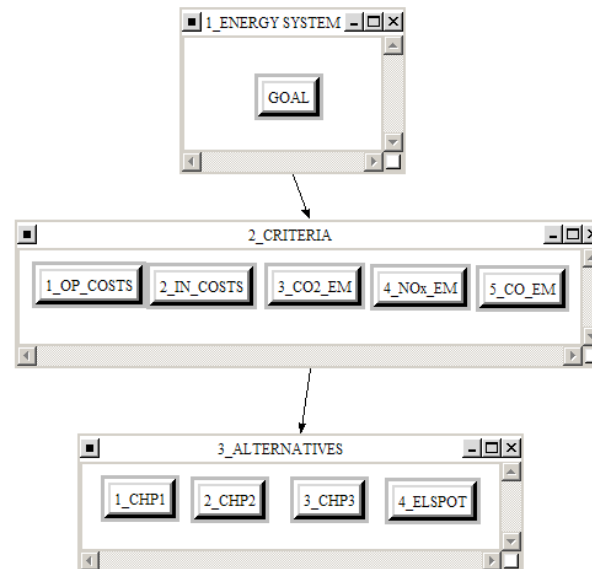 1_ENERGY SYSTEM
GOAL
2_CRITERIA
1_OP_COSTS 2_IN_COSTS 3_CO2_EM 4_NOx_EM 5_CO_EM
3_ALTERNATIVES
1_CHP1 2_CHP2 3_CHP3 4_ELSPOT